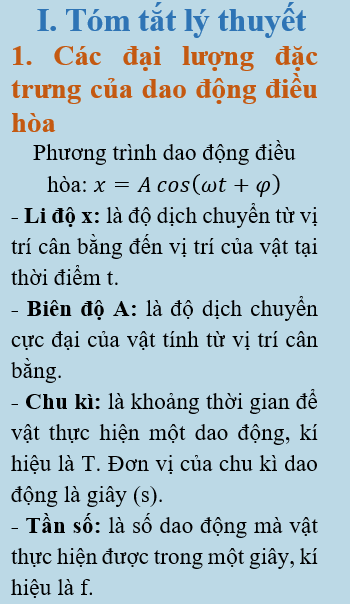 I. Tóm tắt lý thuyết
1. Các đại lượng đặc
trưng của dao động điều
hòa
Phương trình dao động điều
hòa: x = A cos(ωt + φ)
- Li độ x: là độ dịch chuyển từ vị
trí cân bằng đến vị trí của vật tại
thời điểm t.
- Biên độ A: là độ dịch chuyển
cực đại của vật tính từ vị trí cân
bằng.
- Chu kì: là khoảng thời gian để
vật thực hiện một dao động, kí
hiệu là T. Đơn vị của chu kì dao
động là giây (s).
- Tần số: là số dao động mà vật
thực hiện được trong một giây, kí
hiệu là f.